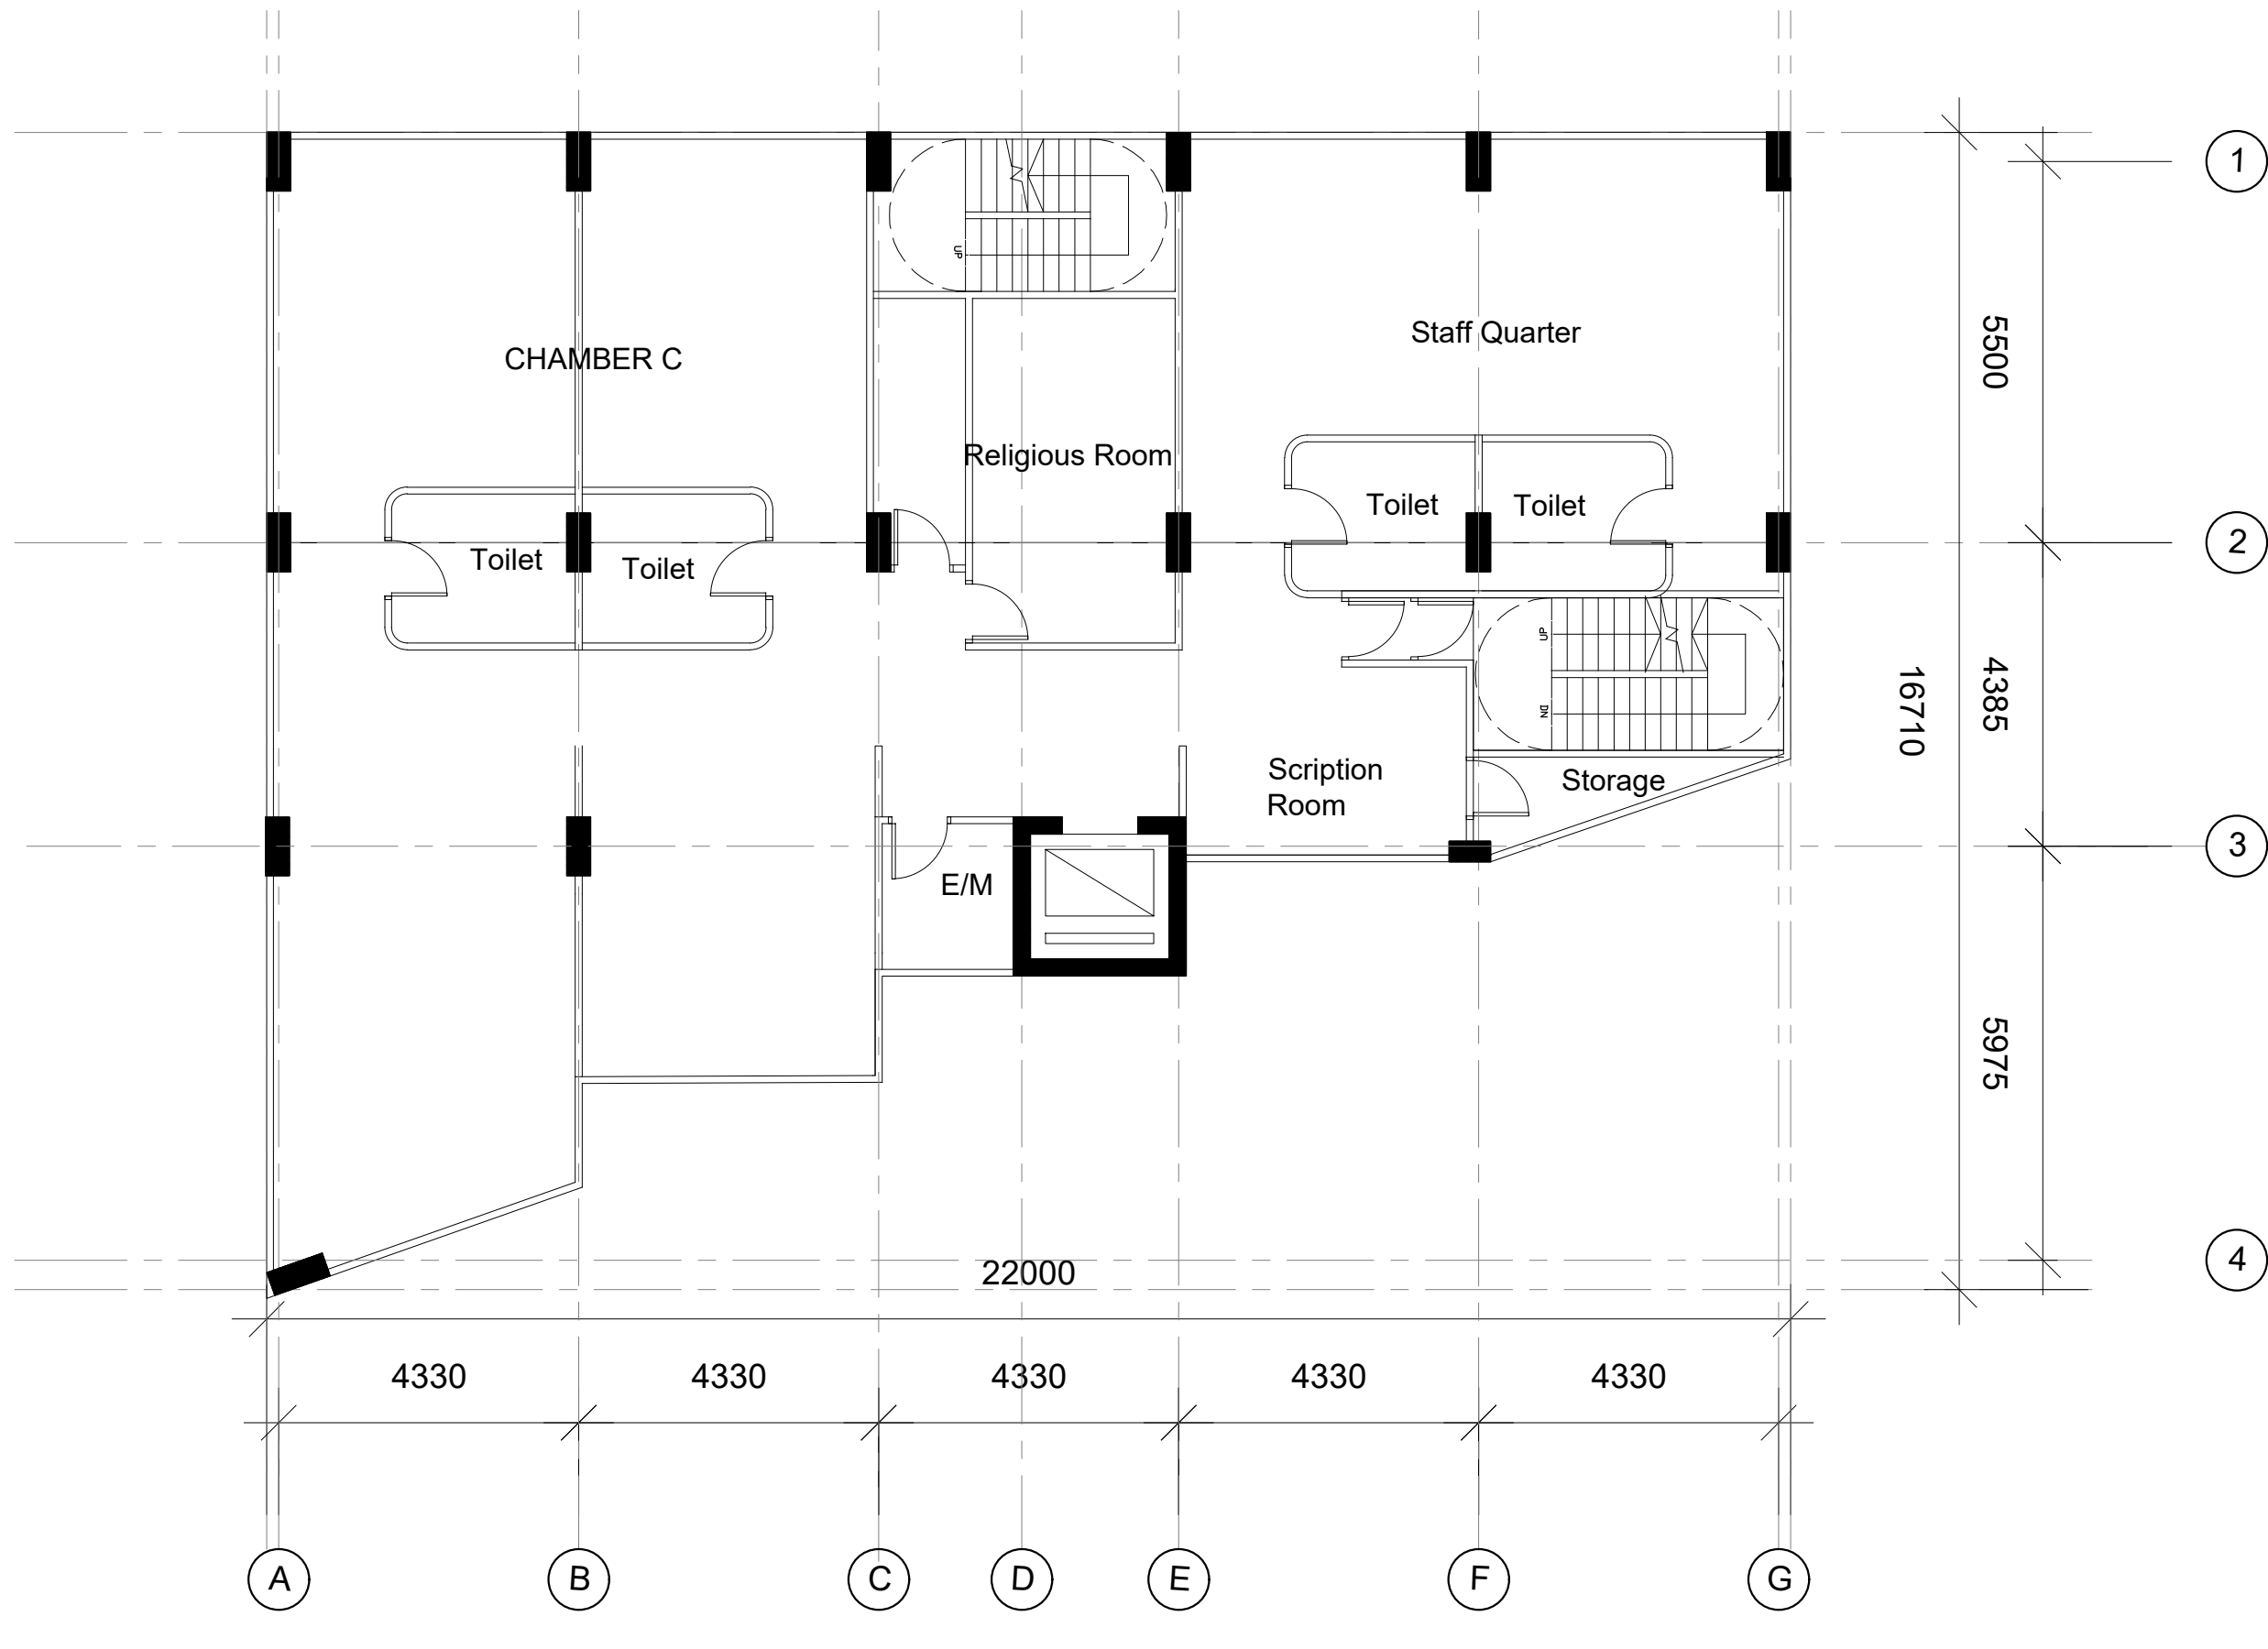 1
UP
CHAMBER C
Staff Quarter
5500
Religious Room
Toilet
Toilet
Toilet
Toilet
2
UP
DN
4385
16710
Scription
Room
Storage
3
E/M
5975
22000
4
4330
4330
4330
4330
4330
A
B
C
D
E
F
G